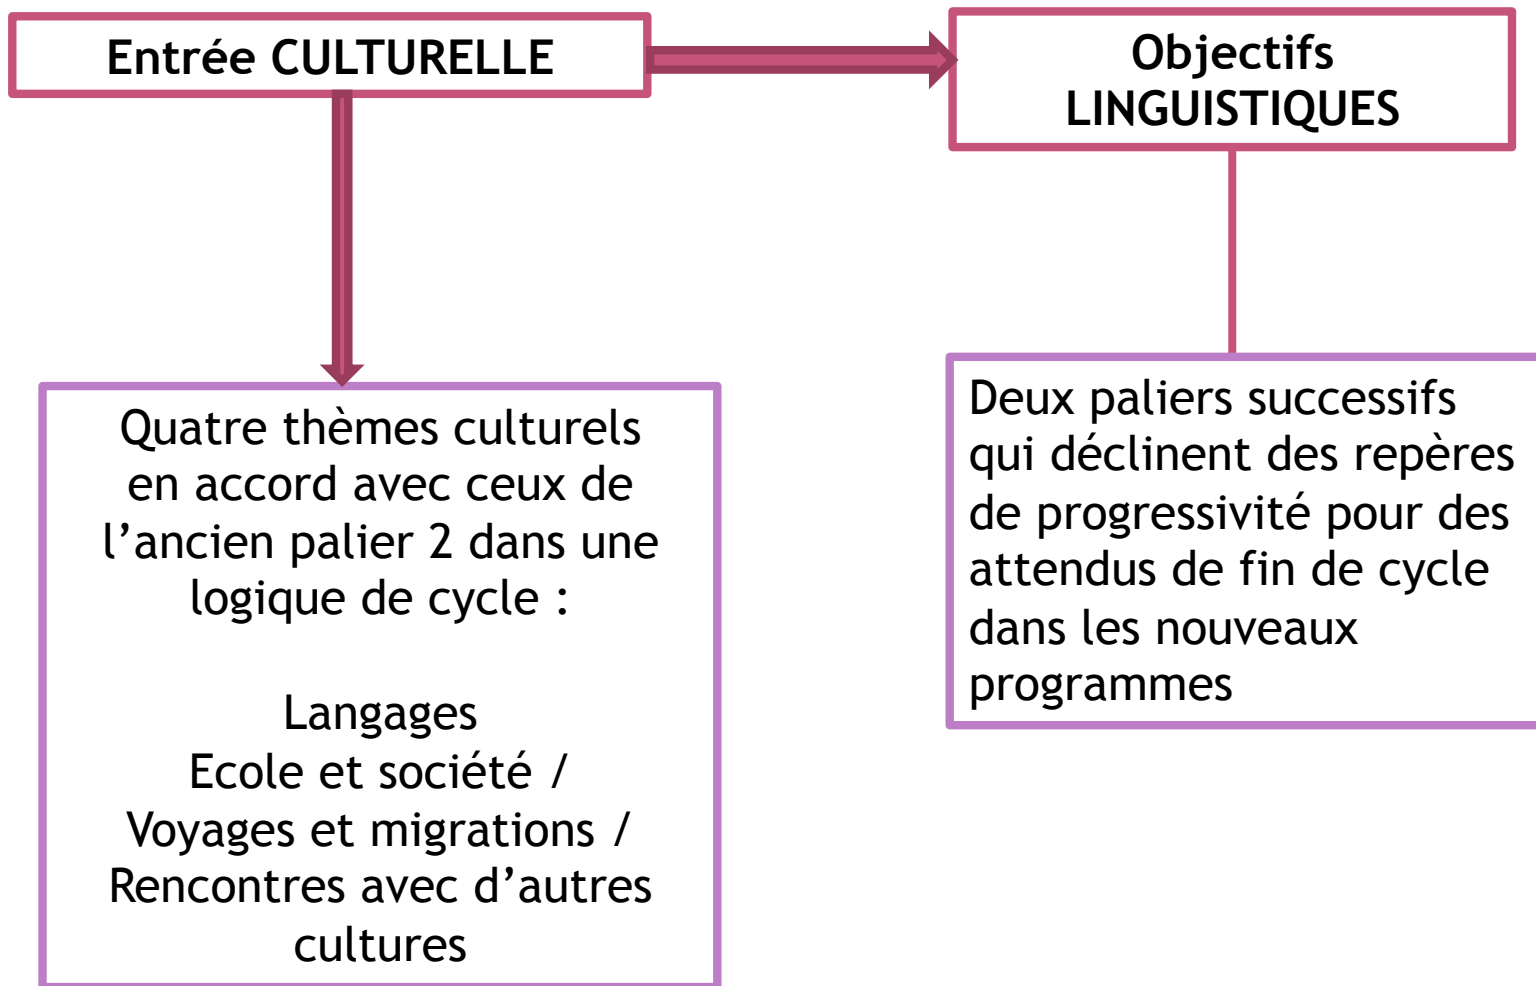 Entrée CULTURELLE
Objectifs
LINGUISTIQUES
Quatre thèmes culturels
en accord avec ceux de
l’ancien palier 2 dans une
logique de cycle :
Langages
Ecole et société /
Voyages et migrations /
Rencontres avec d’autres
cultures
Deux paliers successifs
qui déclinent des repères
de progressivité pour des
attendus de fin de cycle
dans les nouveaux
programmes